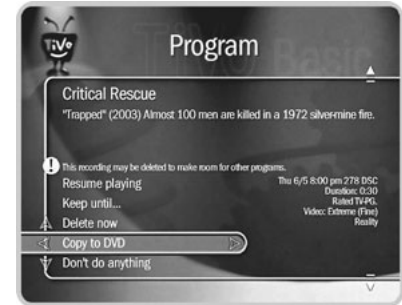 TiVo
Program
TiVo Basic
Critical Rescue
"Trapped" (2003) Almost 100 men are killed in a 1972 silver-mine fire.
This recording may be deleted to make room for other programs.
Resume playing
Thu 6/5 8:00 pm 278 DSC
Duration: 0:30
Keep until...
Rated TV-PG.
Video: Extreme (Fine)
Delete now
Reality
Copy to DVD
Don't do anything